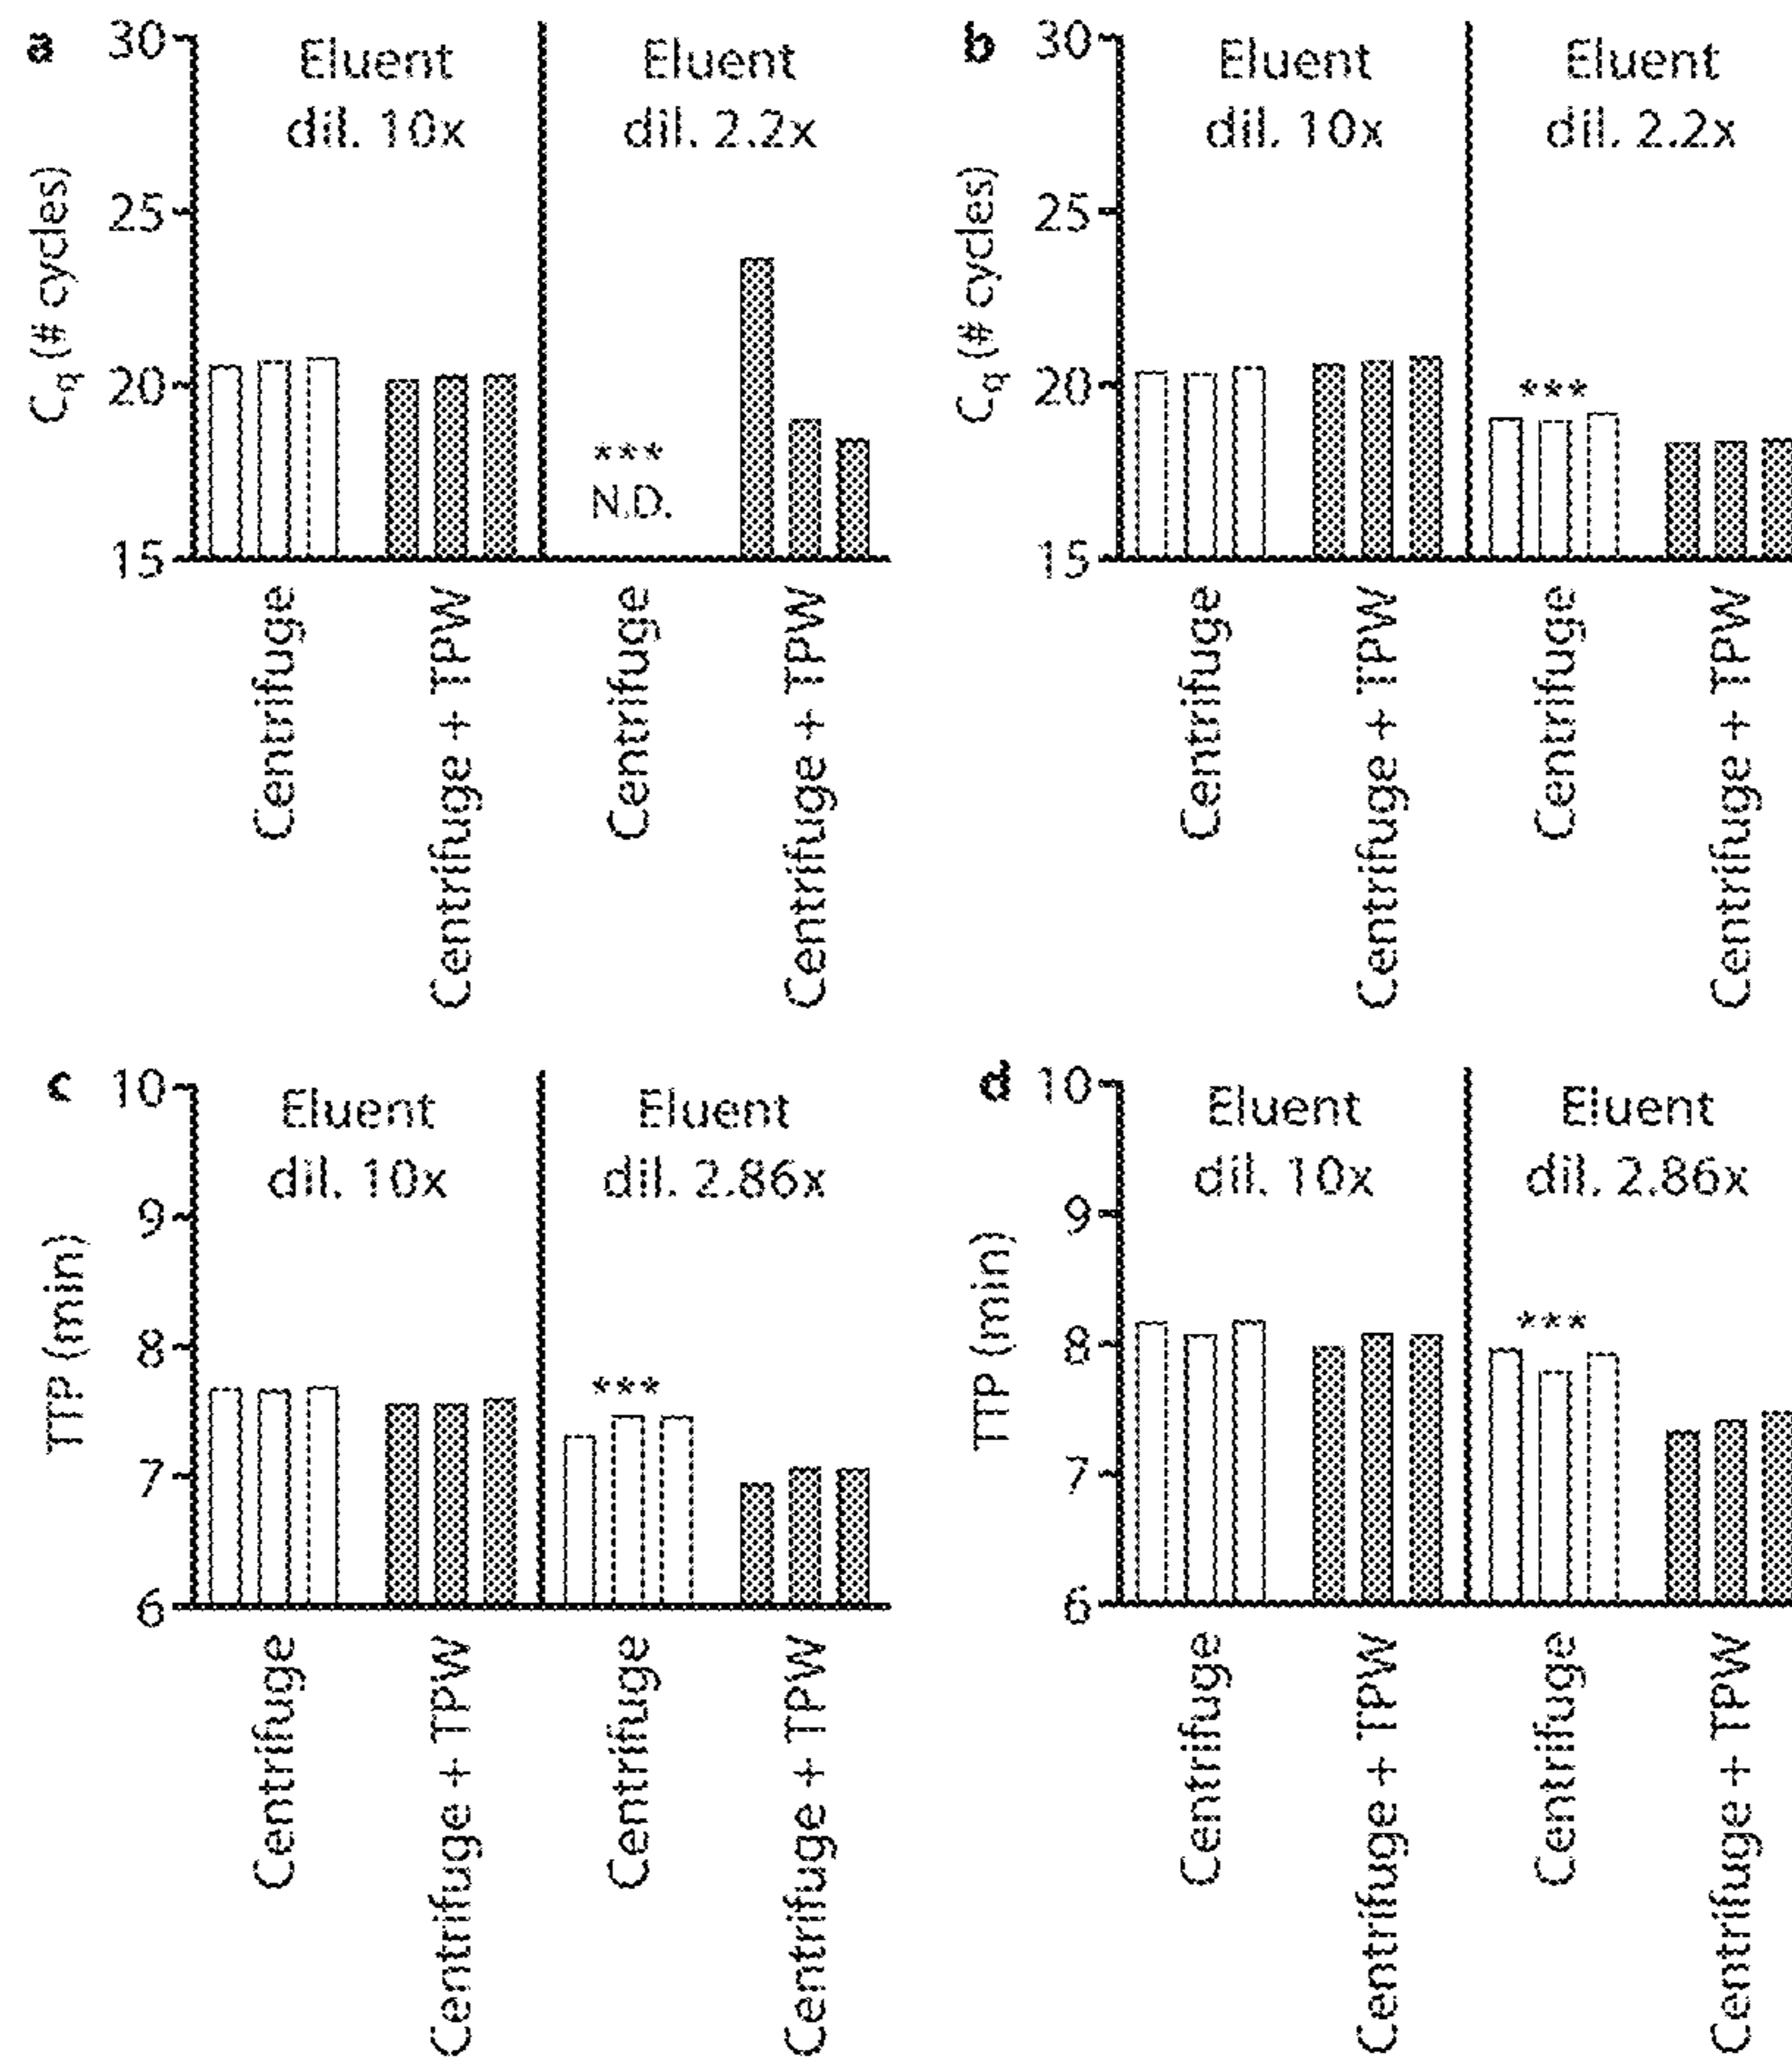 a
30
25
20
15
Cq (# cycles)
Eluent
dil. 10x
Eluent
dil. 2.2x
***
N.D.
Centrifuge
Centrifuge + TPW
Centrifuge
Centrifuge + TPW
b
30
25
20
15
Cq (# cycles)
Eluent
dil. 10x
Eluent
dil. 2.2x
***
Centrifuge
Centrifuge + TPW
Centrifuge
Centrifuge + TPW
c
10
9
8
7
6
TTP (min)
Eluent
dil. 10x
Eluent
dil. 2.86x
***
Centrifuge
Centrifuge + TPW
Centrifuge
Centrifuge + TPW
d
10
9
8
7
6
TTP (min)
Eluent
dil. 10x
Eluent
dil. 2.86x
***
Centrifuge
Centrifuge + TPW
Centrifuge
Centrifuge + TPW